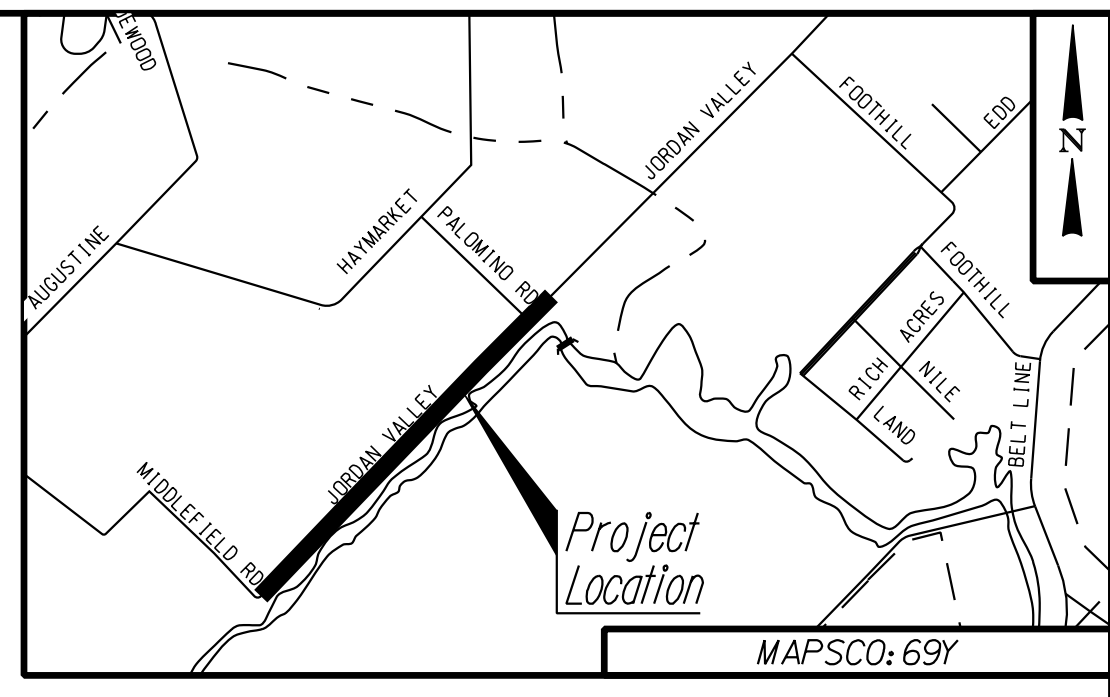 EWOOD
JORDAN VALLEY
FOOTHILL
EDD
N
HAYMARKET
PALOMINO RD
AUGUSTINE
FOOTHILL
ACRES
RICH
NILE
LAND
BELT LINE
JORDAN VALLEY
MIDDLEFIELD RD
Project
Location
MAPSCO: 69Y